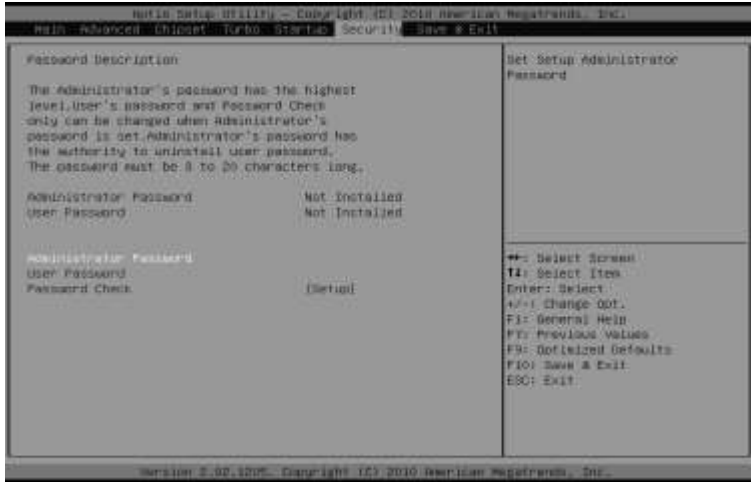 Aptio Setup Utility - Copyright (C) 2010 American Megatrends, Inc.
Main Advanced Chipset Turbo Startup Security Save & Exit
Password Description
The Administrator's password has the highest
level.User's password and Password Check
only can be changed when Administrator's
password is set.Administrator's password has
the authority to uninstall user password.
The password must be 3 to 20 characters long.
Administrator Password Not Installed
User Password Not Installed
Administrator Password
User Password
Password Check [Setup]
Set Setup Administrator
Password
↔: Select Screen
↑↓: Select Item
Enter: Select
+/-: Change Opt.
F1: General Help
F7: Previous Values
F9: Optimized Defaults
F10: Save & Exit
ESC: Exit
Version 2.02.1205. Copyright (C) 2010 American Megatrends, Inc.